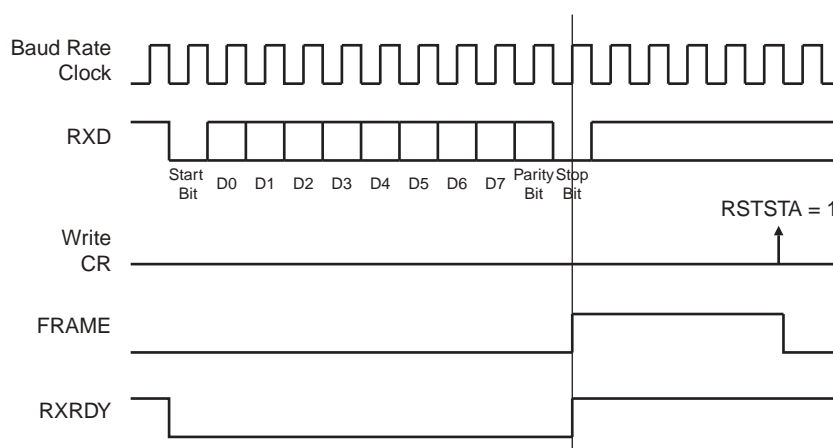 Baud Rate
Clock
RXD
Start
Bit
D0
D1
D2
D3
D4
D5
D6
D7
Parity
Bit
Stop
Bit
RSTSTA = 1
Write
CR
FRAME
RXRDY